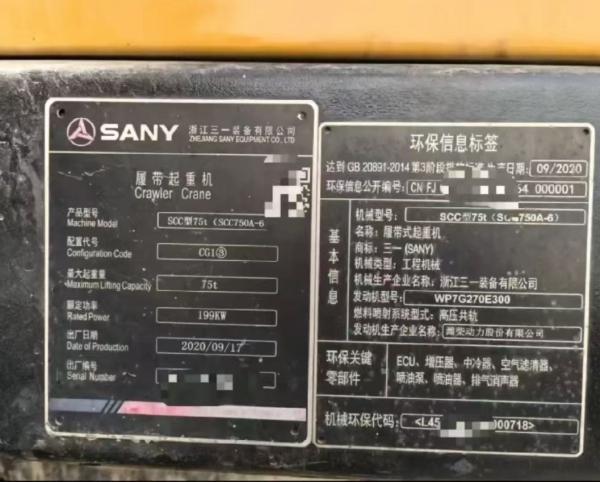 SANY 浙江三一装备有限公司
ZHEJIANG SANY EQUIPMENT CO., LTD
履带起重机
Crawler Crane
产品型号
Machine Model
SCC型75t（SCC750A-6）
配置代号
Configuration Code
CG1③
最大起重量
Maximum Lifting Capacity
75t
额定功率
Rated Power
199KW
出厂日期
Date of Production
2020/09/17
出厂编号
Serial Number
环保信息标签
达到 GB 20891-2014 第3阶段 生产日期: 09/2020
环保信息公开编号: CN FJ 54 000001
基本信息
机械型号: SCC型75t (SC 750A-6)
名称: 履带式起重机
商标: 三一 (SANY)
机械类型: 工程机械
机械生产企业名称: 浙江三一装备有限公司
发动机型号: WP7G270E300
燃料喷射系统型式: 高压共轨
发动机生产企业名称: 潍柴动力股份有限公司
环保关键零部件
ECU、增压器、中冷器、空气滤清器、
喷油泵、喷油器、排气消声器
机械环保代码: <L45 000718>